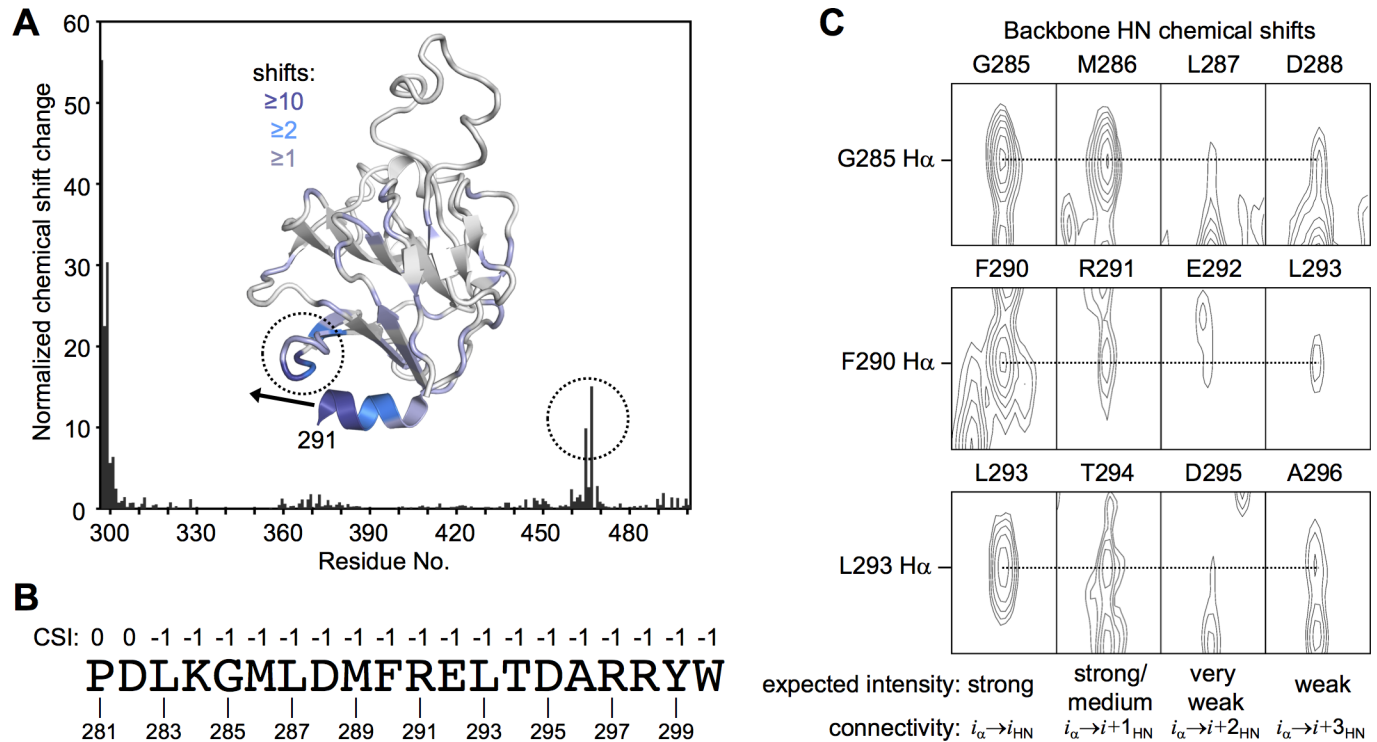 A
Normalized chemical shift change
60
50
40
30
20
10
0
shifts:
≥10
≥2
≥1
291
300 330 360 390 420 450 480
Residue No.
B
CSI: 0 0 -1 -1 -1 -1 -1 -1 -1 -1 -1 -1 -1 -1 -1 -1 -1 -1 -1 -1
PDLKGMLDMFRELTDARRYW
281 283 285 287 289 291 293 295 297 299
C
Backbone HN chemical shifts
G285 M286 L287 D288
G285 Hα
F290 R291 E292 L293
F290 Hα
L293 T294 D295 A296
L293 Hα
expected intensity: strong strong/medium very weak weak
connectivity: iα→iHN iα→i+1HN iα→i+2HN iα→i+3HN